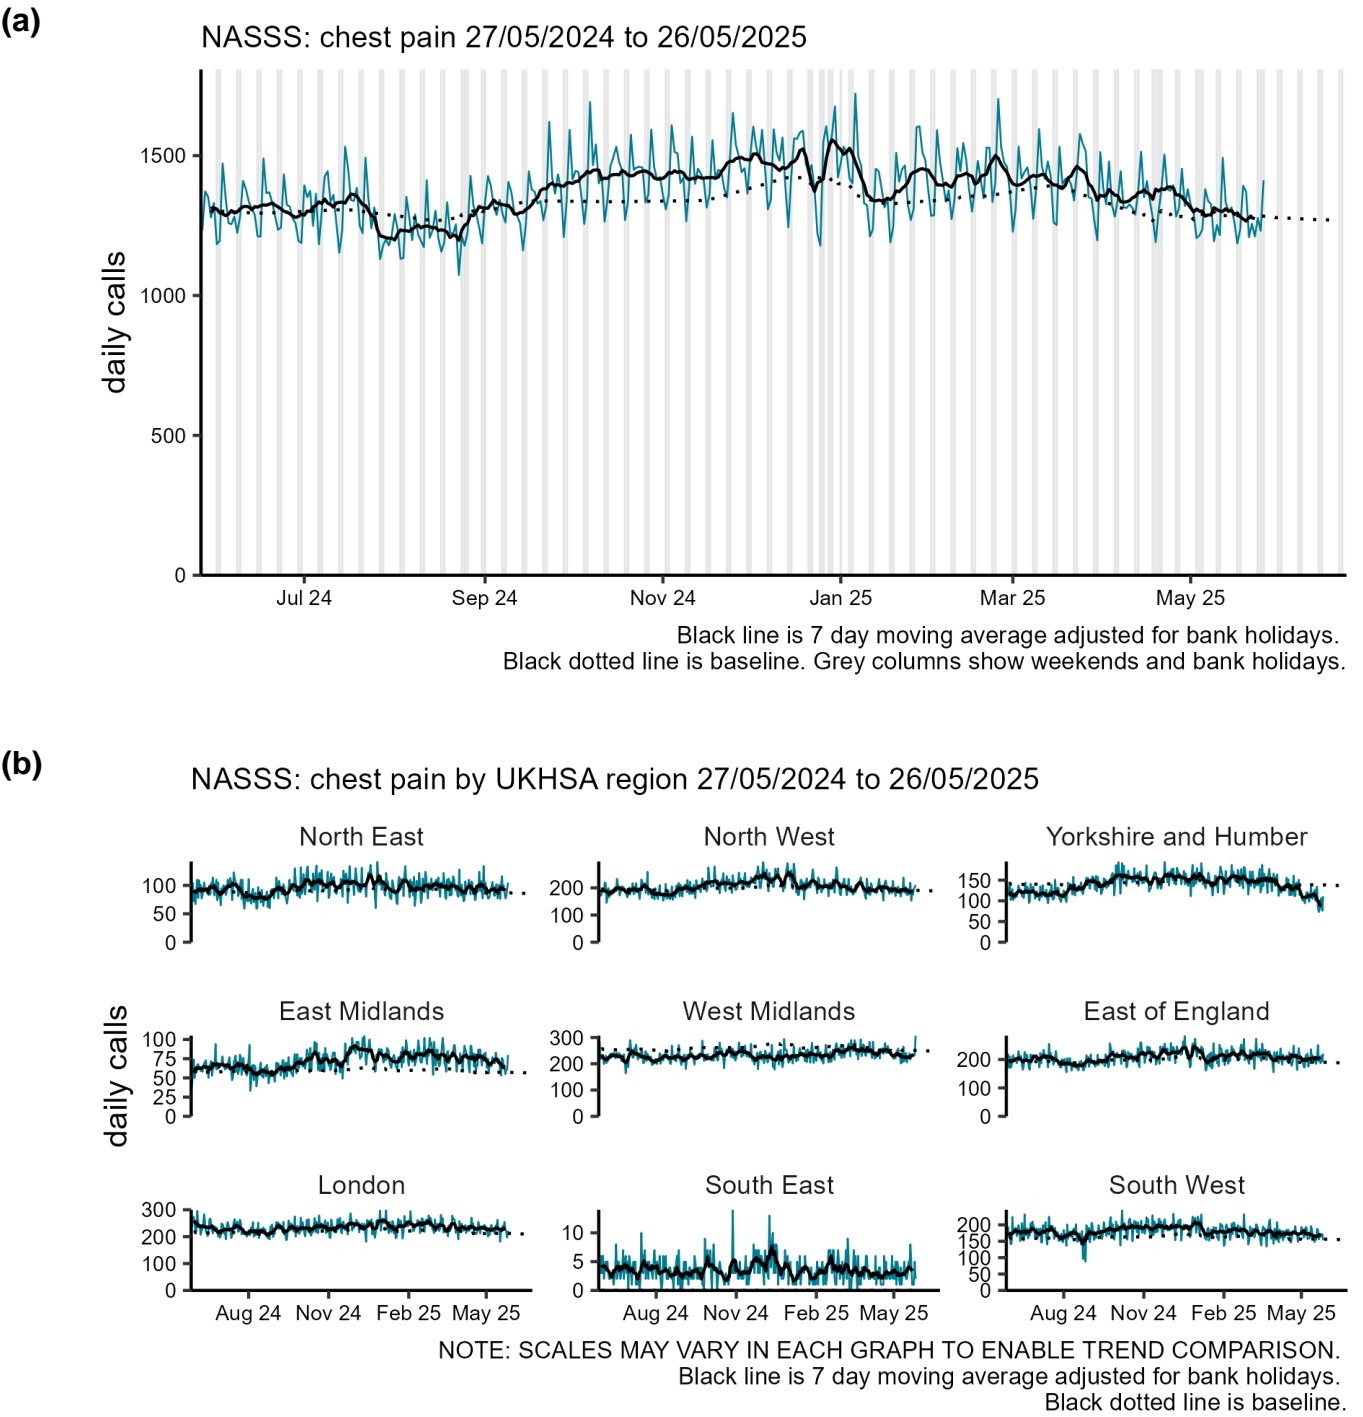 (a)
NASSS: chest pain 27/05/2024 to 26/05/2025
daily calls
1500
1000
500
0
Jul 24 Sep 24 Nov 24 Jan 25 Mar 25 May 25
Black line is 7 day moving average adjusted for bank holidays.
Black dotted line is baseline. Grey columns show weekends and bank holidays.
(b)
NASSS: chest pain by UKHSA region 27/05/2024 to 26/05/2025
daily calls
North East North West Yorkshire and Humber
100
50
0
200
100
0
150
100
50
0
East Midlands West Midlands East of England
100
75
50
25
0
300
200
100
0
200
100
0
London South East South West
300
200
100
0
10
5
0
200
150
100
50
0
Aug 24 Nov 24 Feb 25 May 25 Aug 24 Nov 24 Feb 25 May 25 Aug 24 Nov 24 Feb 25 May 25
NOTE: SCALES MAY VARY IN EACH GRAPH TO ENABLE TREND COMPARISON.
Black line is 7 day moving average adjusted for bank holidays.
Black dotted line is baseline.